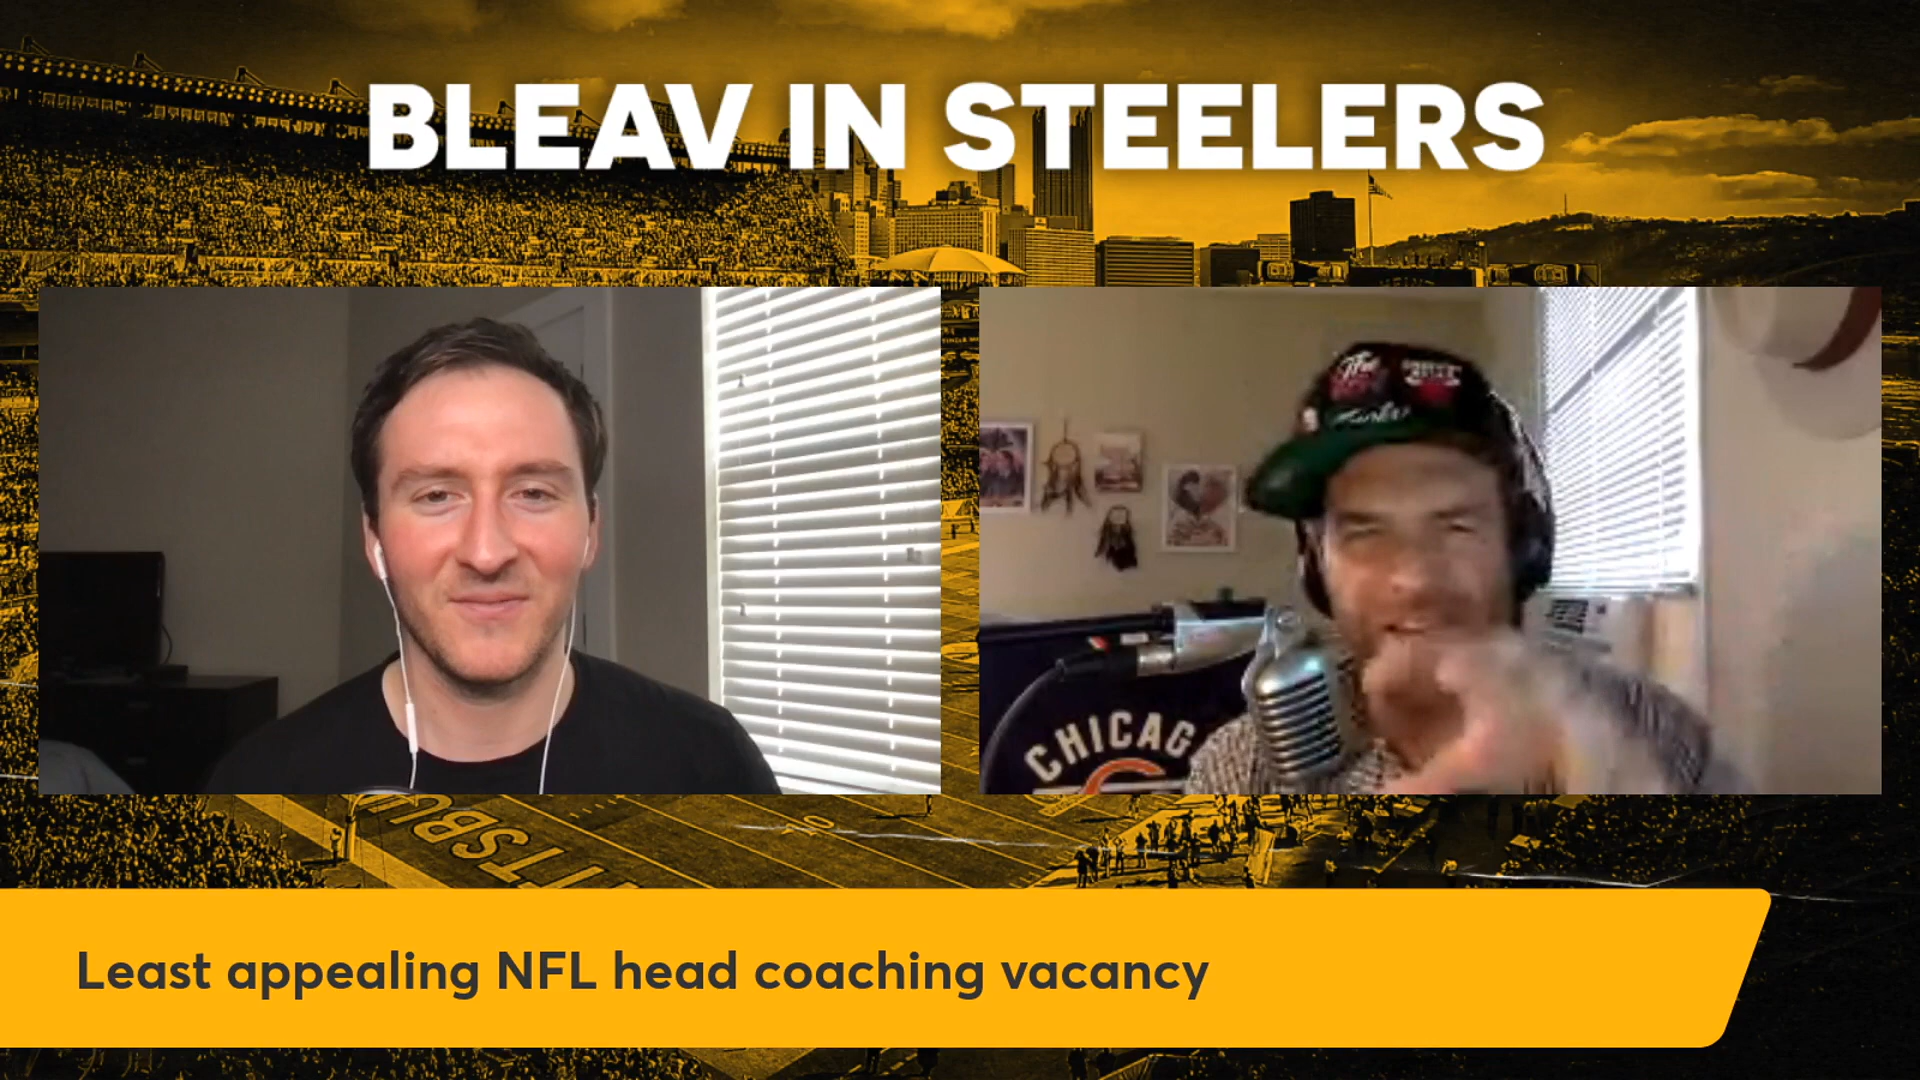 BLEAV IN STEELERS
CHICAG
Least appealing NFL head coaching vacancy